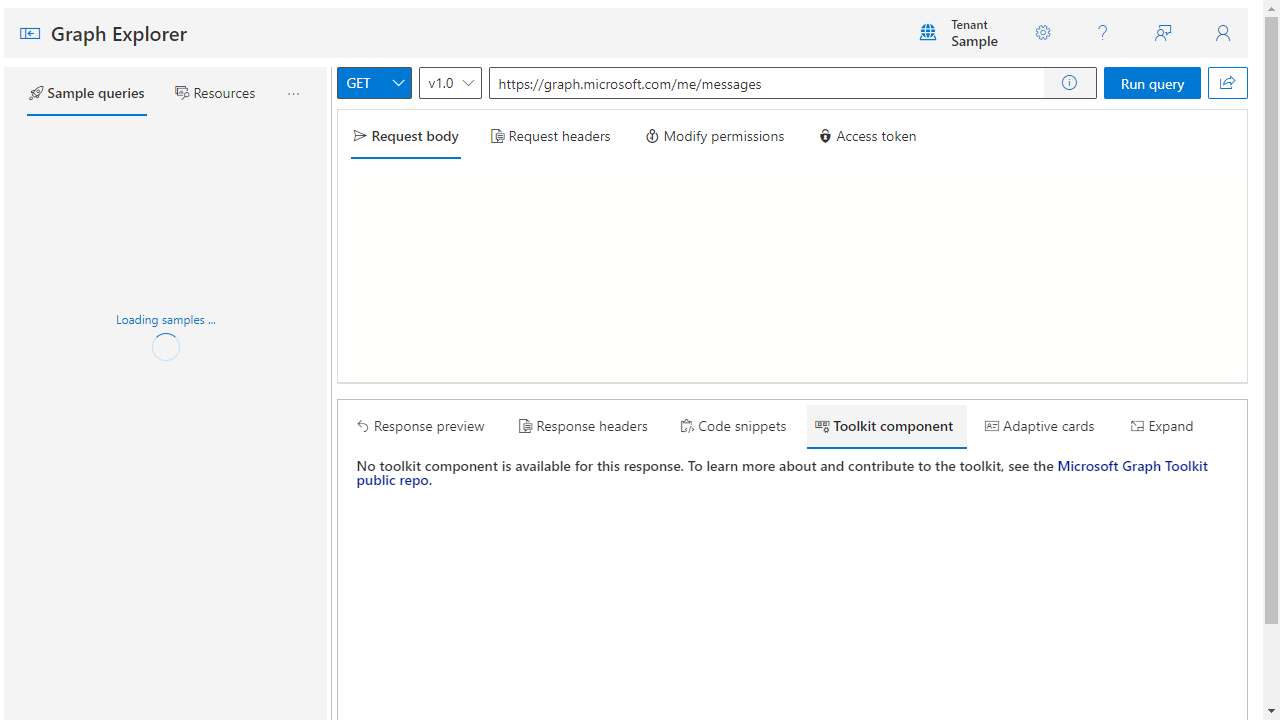 Graph Explorer
Tenant
Sample
Sample queries
Resources
GET
v1.0
https://graph.microsoft.com/me/messages
Run query
Request body
Request headers
Modify permissions
Access token
Loading samples ...
Response preview
Response headers
Code snippets
Toolkit component
Adaptive cards
Expand
No toolkit component is available for this response. To learn more about and contribute to the toolkit, see the Microsoft Graph Toolkit
public repo.